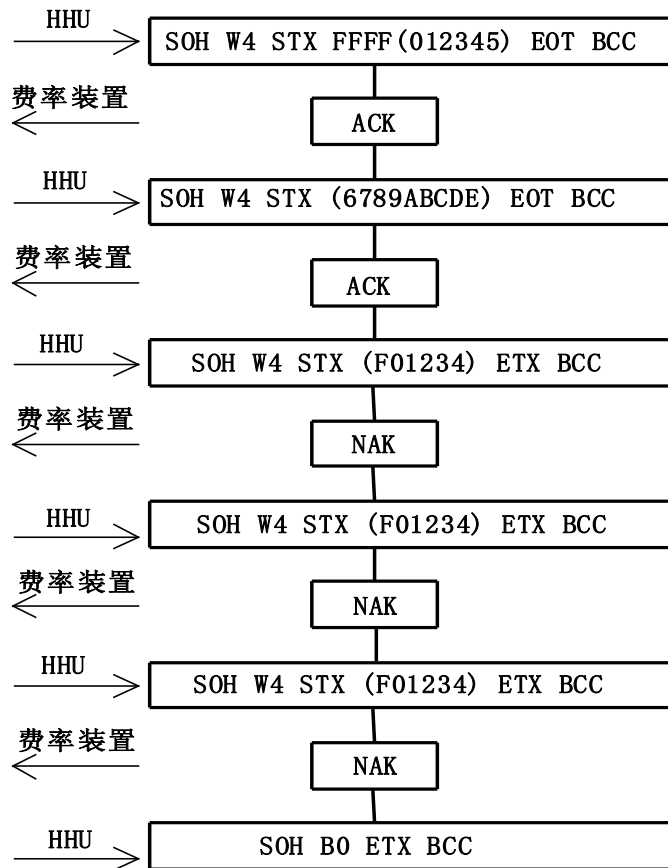 HHU
SOH W4 STX FFFF(012345) EOT BCC
费率装置
ACK
HHU
SOH W4 STX (6789ABCDE) EOT BCC
费率装置
ACK
HHU
SOH W4 STX (F01234) ETX BCC
费率装置
NAK
HHU
SOH W4 STX (F01234) ETX BCC
费率装置
NAK
HHU
SOH W4 STX (F01234) ETX BCC
费率装置
NAK
HHU
SOH B0 ETX BCC